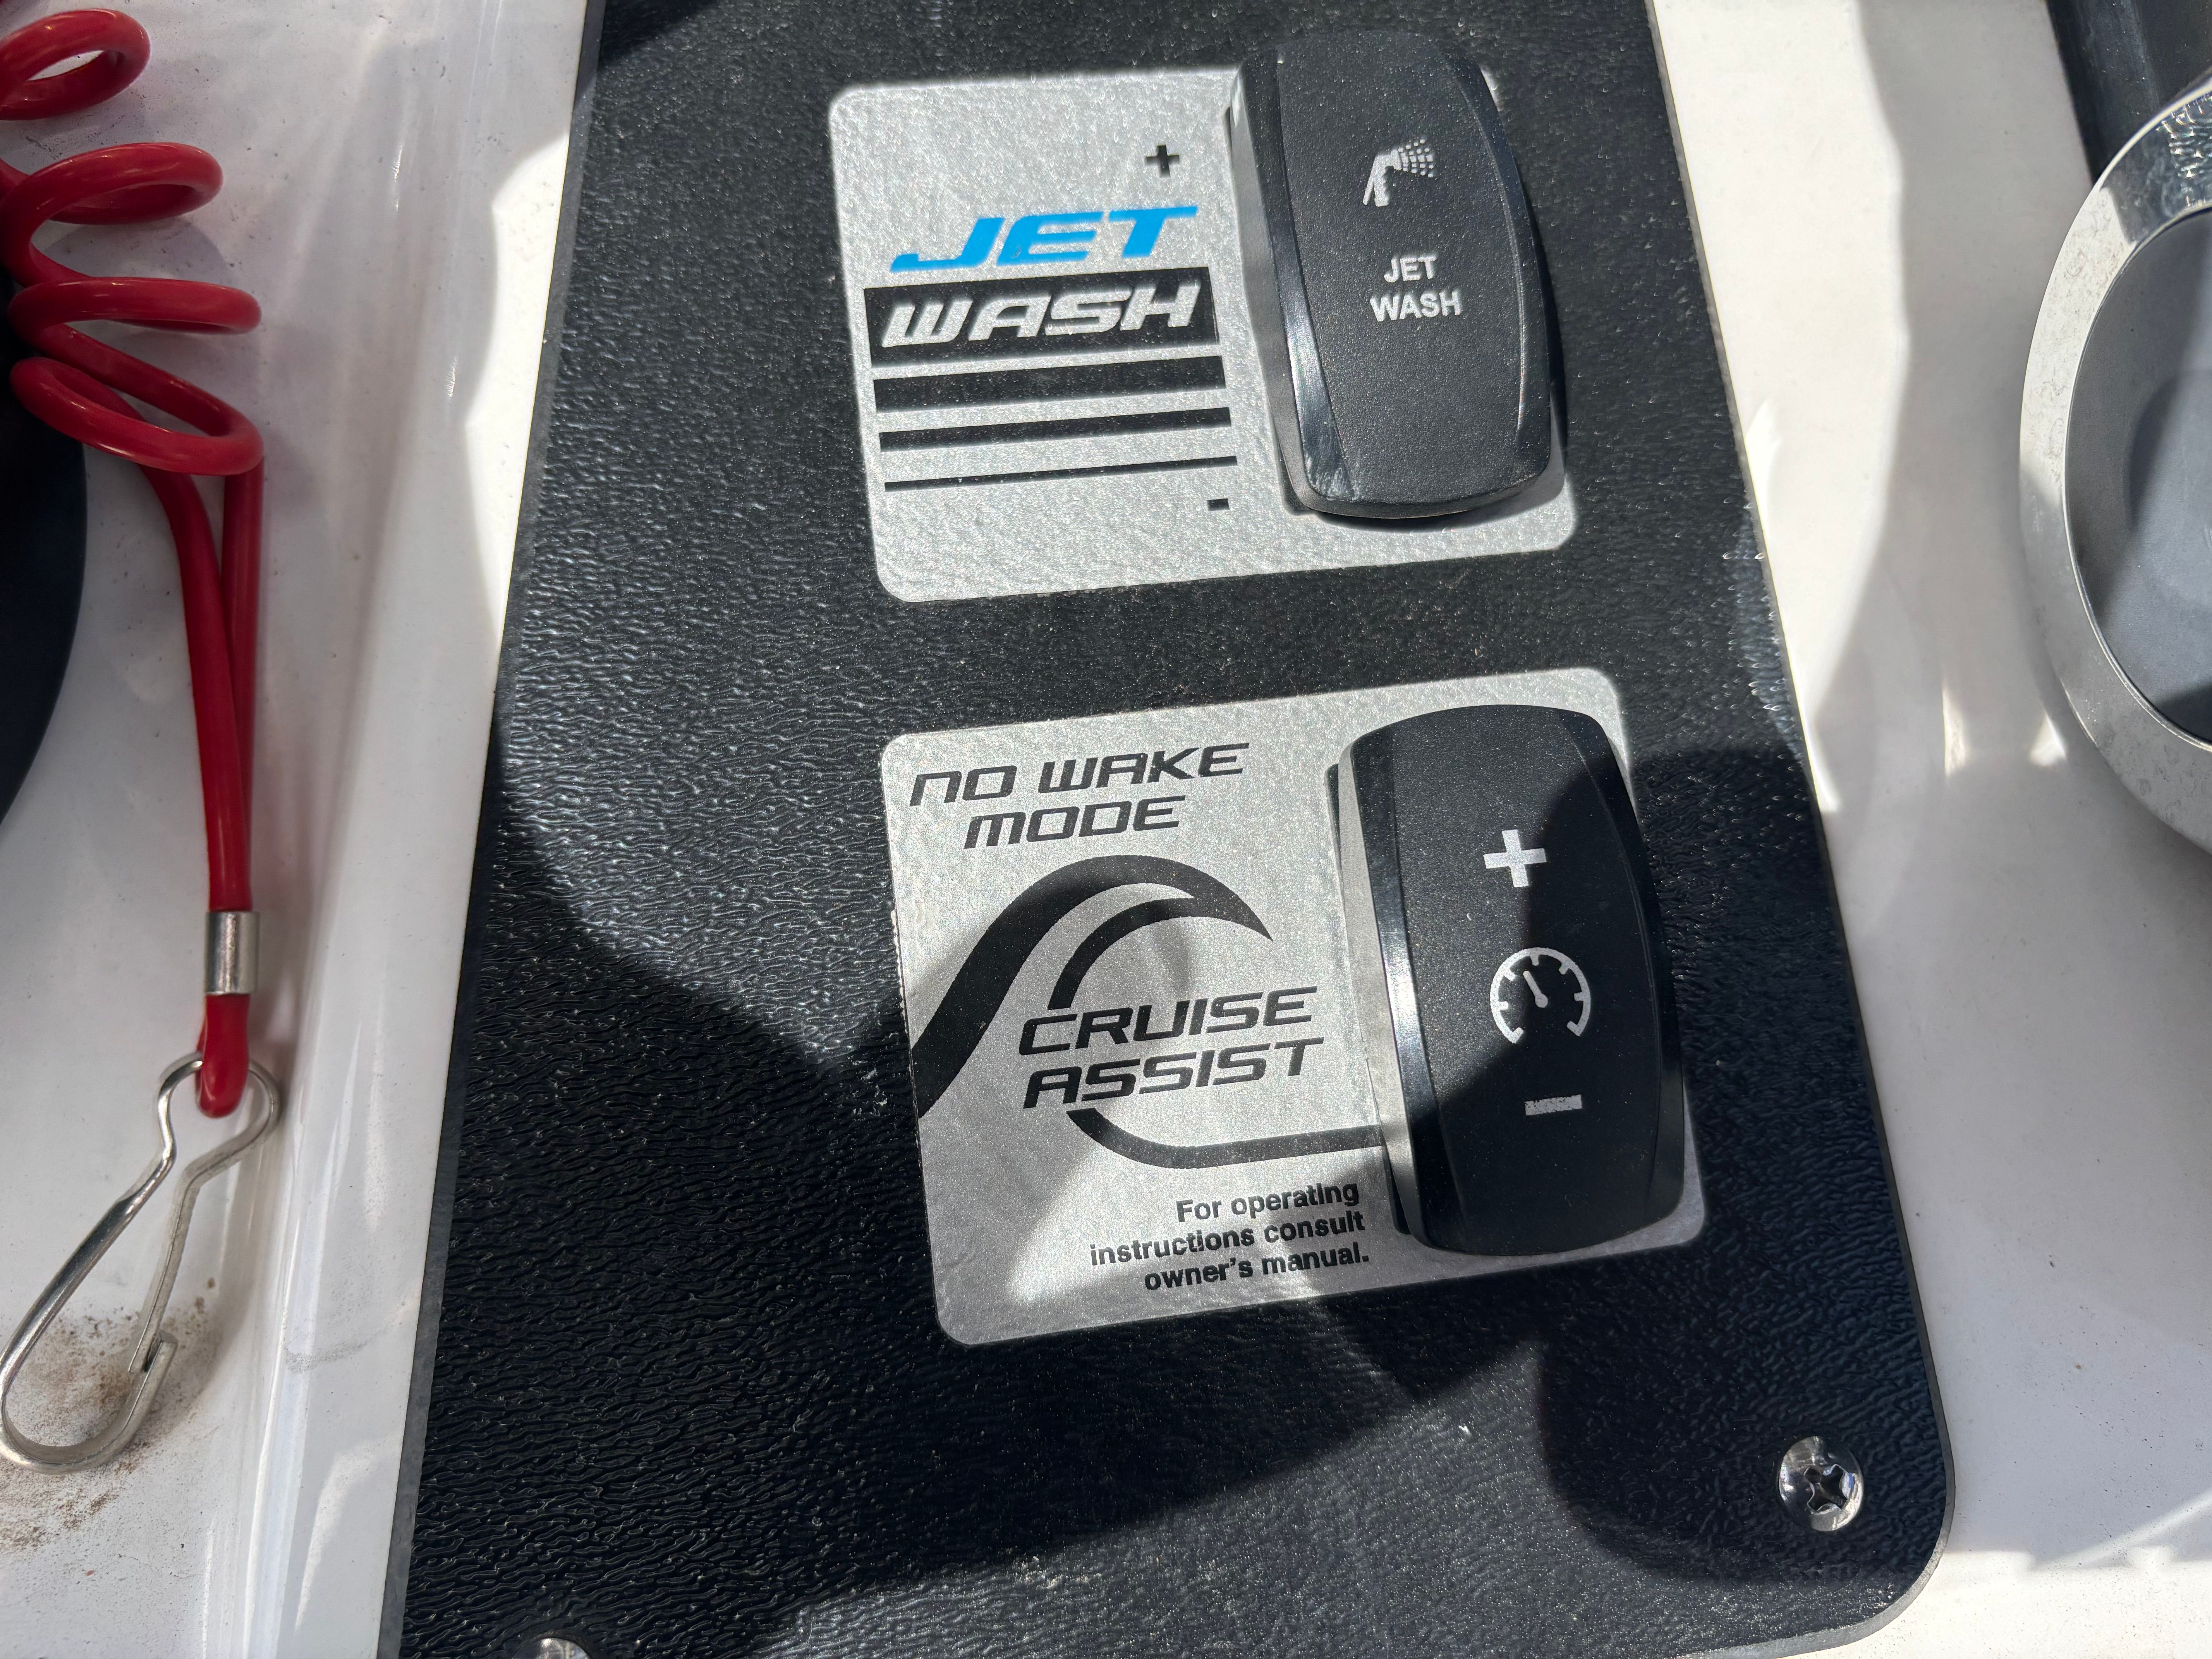 +
JET
WASH
-
JET
WASH
NO WAKE
MODE
CRUISE
ASSIST
For operating
instructions consult
owner's manual.
+
−